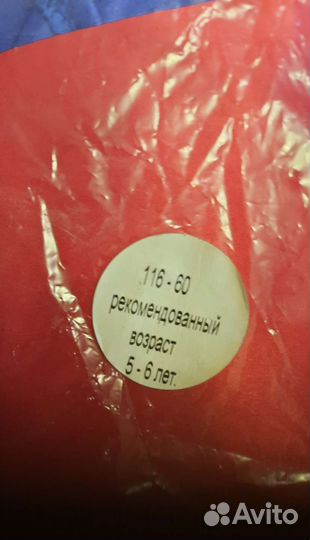 116 - 60
рекомендованный
возраст
5 - 6 лет.
Avito